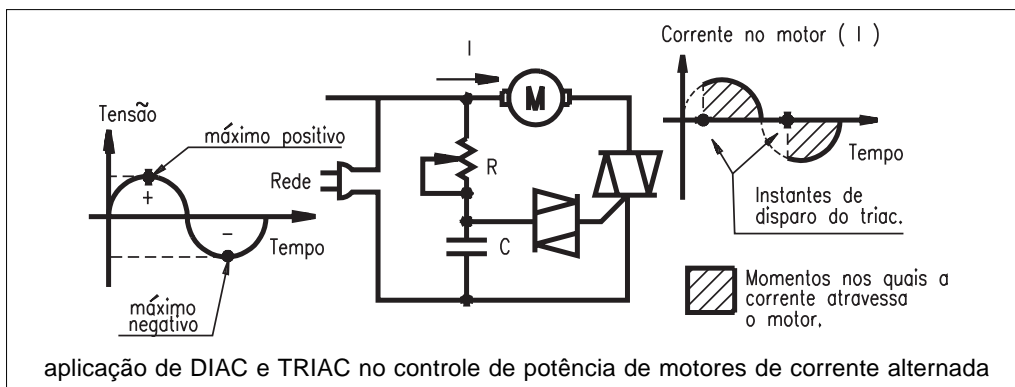 Tensão
máximo positivo
+
-
Tempo
máximo
negativo
Rede
I
M
R
C
Corrente no motor ( I )
Tempo
Instantes de
disparo do triac.
Momentos nos quais a
corrente atravessa
o motor.
aplicação de DIAC e TRIAC no controle de potência de motores de corrente alternada